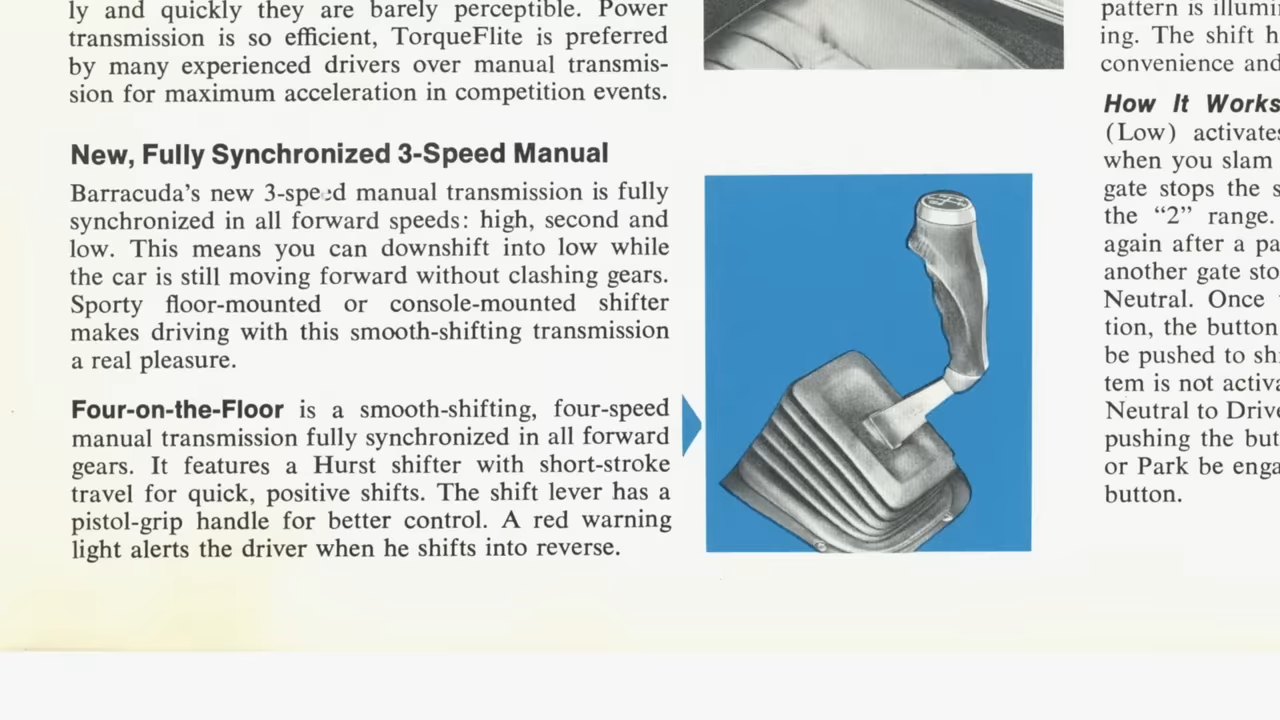 ly and quickly they are barely perceptible. Power
transmission is so efficient, TorqueFlite is preferred
by many experienced drivers over manual transmis-
sion for maximum acceleration in competition events.
New, Fully Synchronized 3-Speed Manual
Barracuda's new 3-speed manual transmission is fully
synchronized in all forward speeds: high, second and
low. This means you can downshift into low while
the car is still moving forward without clashing gears.
Sporty floor-mounted or console-mounted shifter
makes driving with this smooth-shifting transmission
a real pleasure.
Four-on-the-Floor is a smooth-shifting, four-speed
manual transmission fully synchronized in all forward
gears. It features a Hurst shifter with short-stroke
travel for quick, positive shifts. The shift lever has a
pistol-grip handle for better control. A red warning
light alerts the driver when he shifts into reverse.
pattern is
ing. The shift
convenience and
How It Works
(Low)
when you slam
gate stops the
the “2” range.
again after a
another gate
Neutral. Once
tion, the button
be pushed to
tem is not
Neutral to
pushing the
or Park be
button.